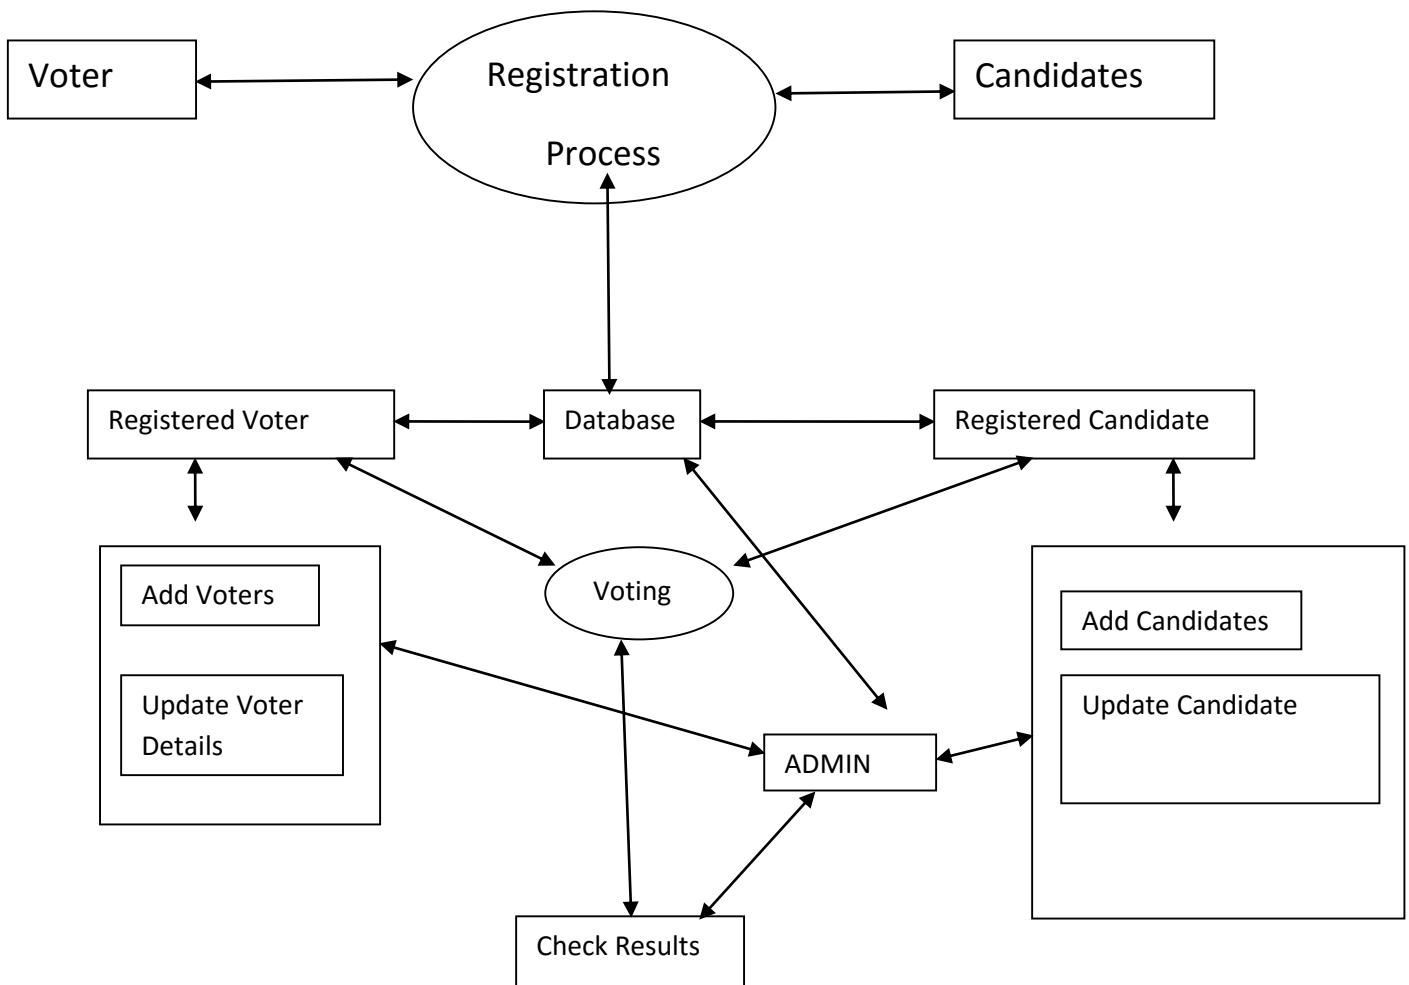 Voter
Registration
Process
Candidates
Registered Voter
Database
Registered Candidate
Add Voters
Voting
Add Candidates
Update Voter
Details
Update Candidate
ADMIN
Check Results